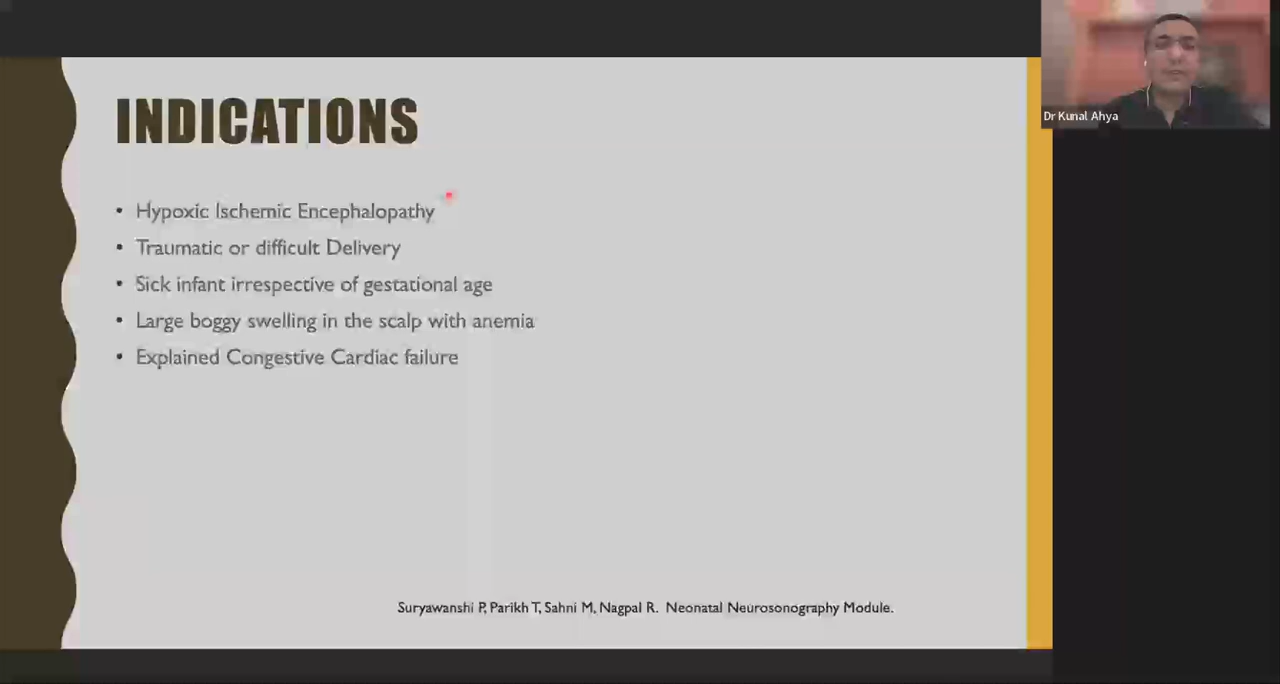 INDICATIONS
• Hypoxic Ischemic Encephalopathy
• Traumatic or difficult Delivery
• Sick infant irrespective of gestational age
• Large boggy swelling in the scalp with anemia
• Explained Congestive Cardiac failure
Suryawanshi P, Parikh T, Sahni M, Nagpal R. Neonatal Neurosonography Module.
Dr Kunal Ahya